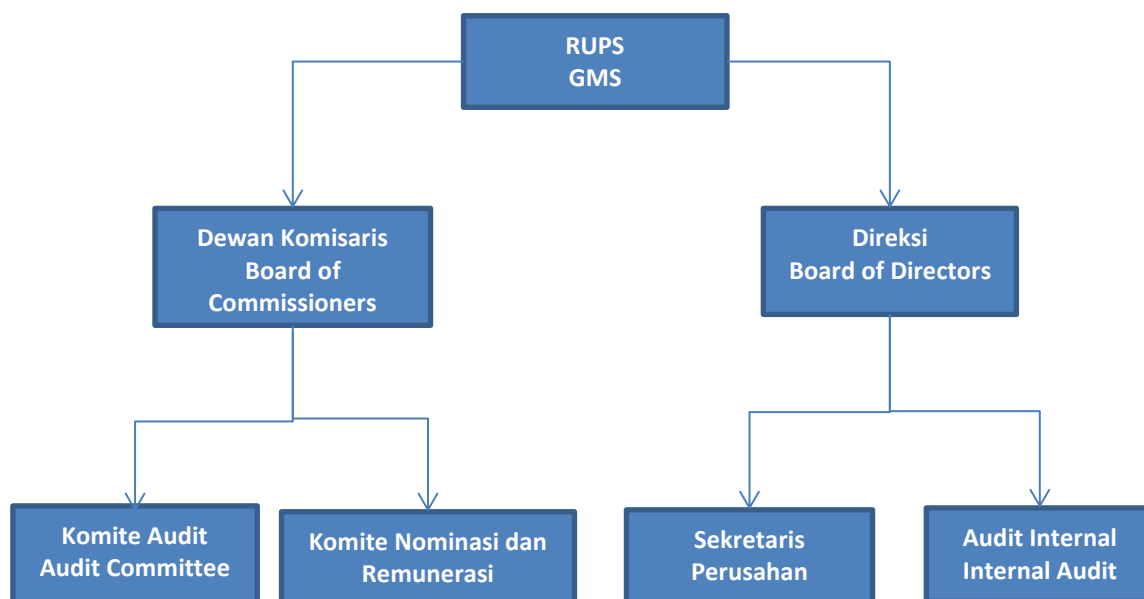 RUPS
GMS
Dewan Komisaris
Board of
Commissioners
Direksi
Board of Directors
Komite Audit
Audit Committee
Komite Nominasi dan
Remunerasi
Sekretaris
Perusahan
Audit Internal
Internal Audit